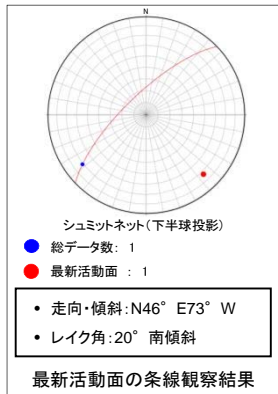 N
シュミットネット(下半球投影)
総データ数: 1
最新活動面 : 1
• 走向・傾斜:N46° E73° W
• レイク角:20° 南傾斜
最新活動面の条線観察結果